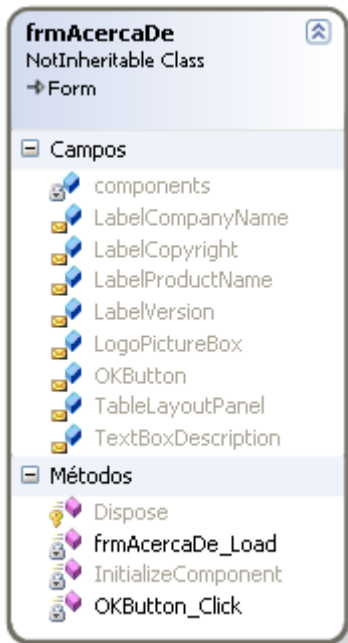 frmAcercaDe
NotInheritable Class
Form
Campos
components
LabelCompanyName
LabelCopyright
LabelProductName
LabelVersion
LogoPictureBox
OKButton
TableLayoutPanel
TextBoxDescription
Métodos
Dispose
frmAcercaDe_Load
InitializeComponent
OKButton_Click